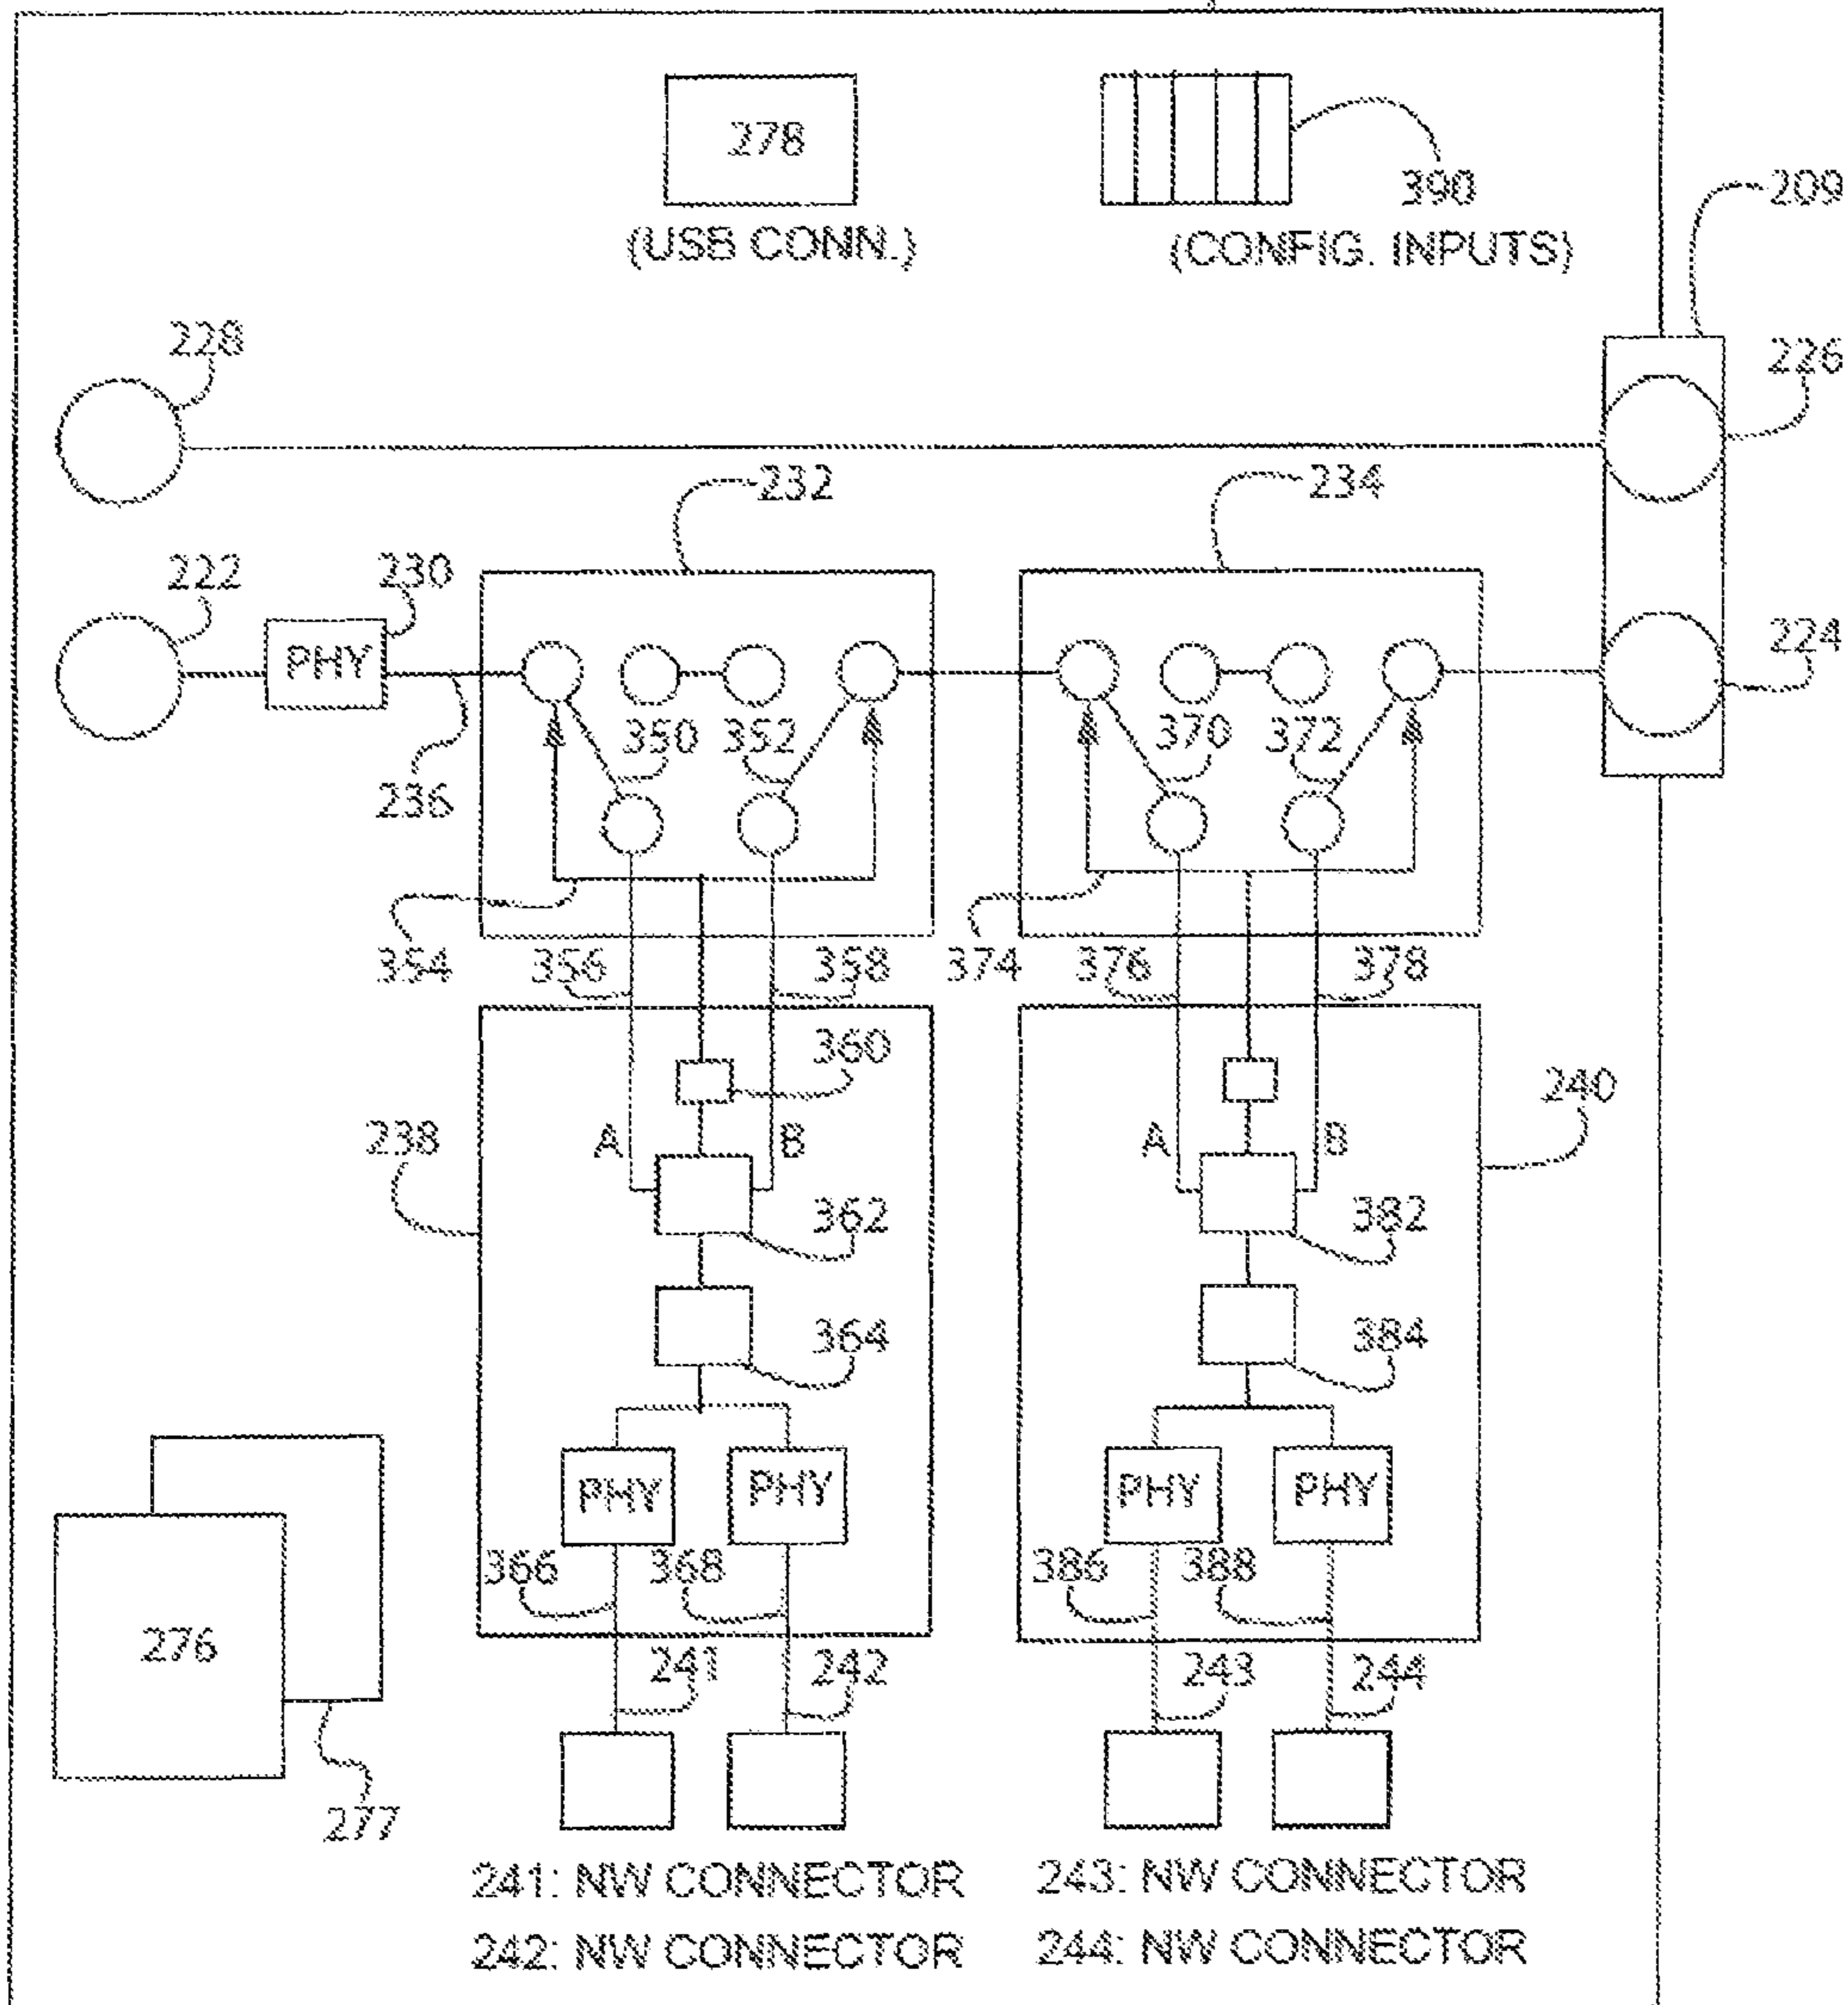 278
390
209
(USB CONN.)
(CONFIG. INPUTS)
228
226
232
234
222
230
PHY
224
350
352
370
372
236
354
356
358
374
376
378
360
238
A
B
A
B
240
362
382
364
384
PHY
PHY
PHY
PHY
366
368
386
388
276
241
242
243
244
277
241: NW CONNECTOR
243: NW CONNECTOR
242: NW CONNECTOR
244: NW CONNECTOR